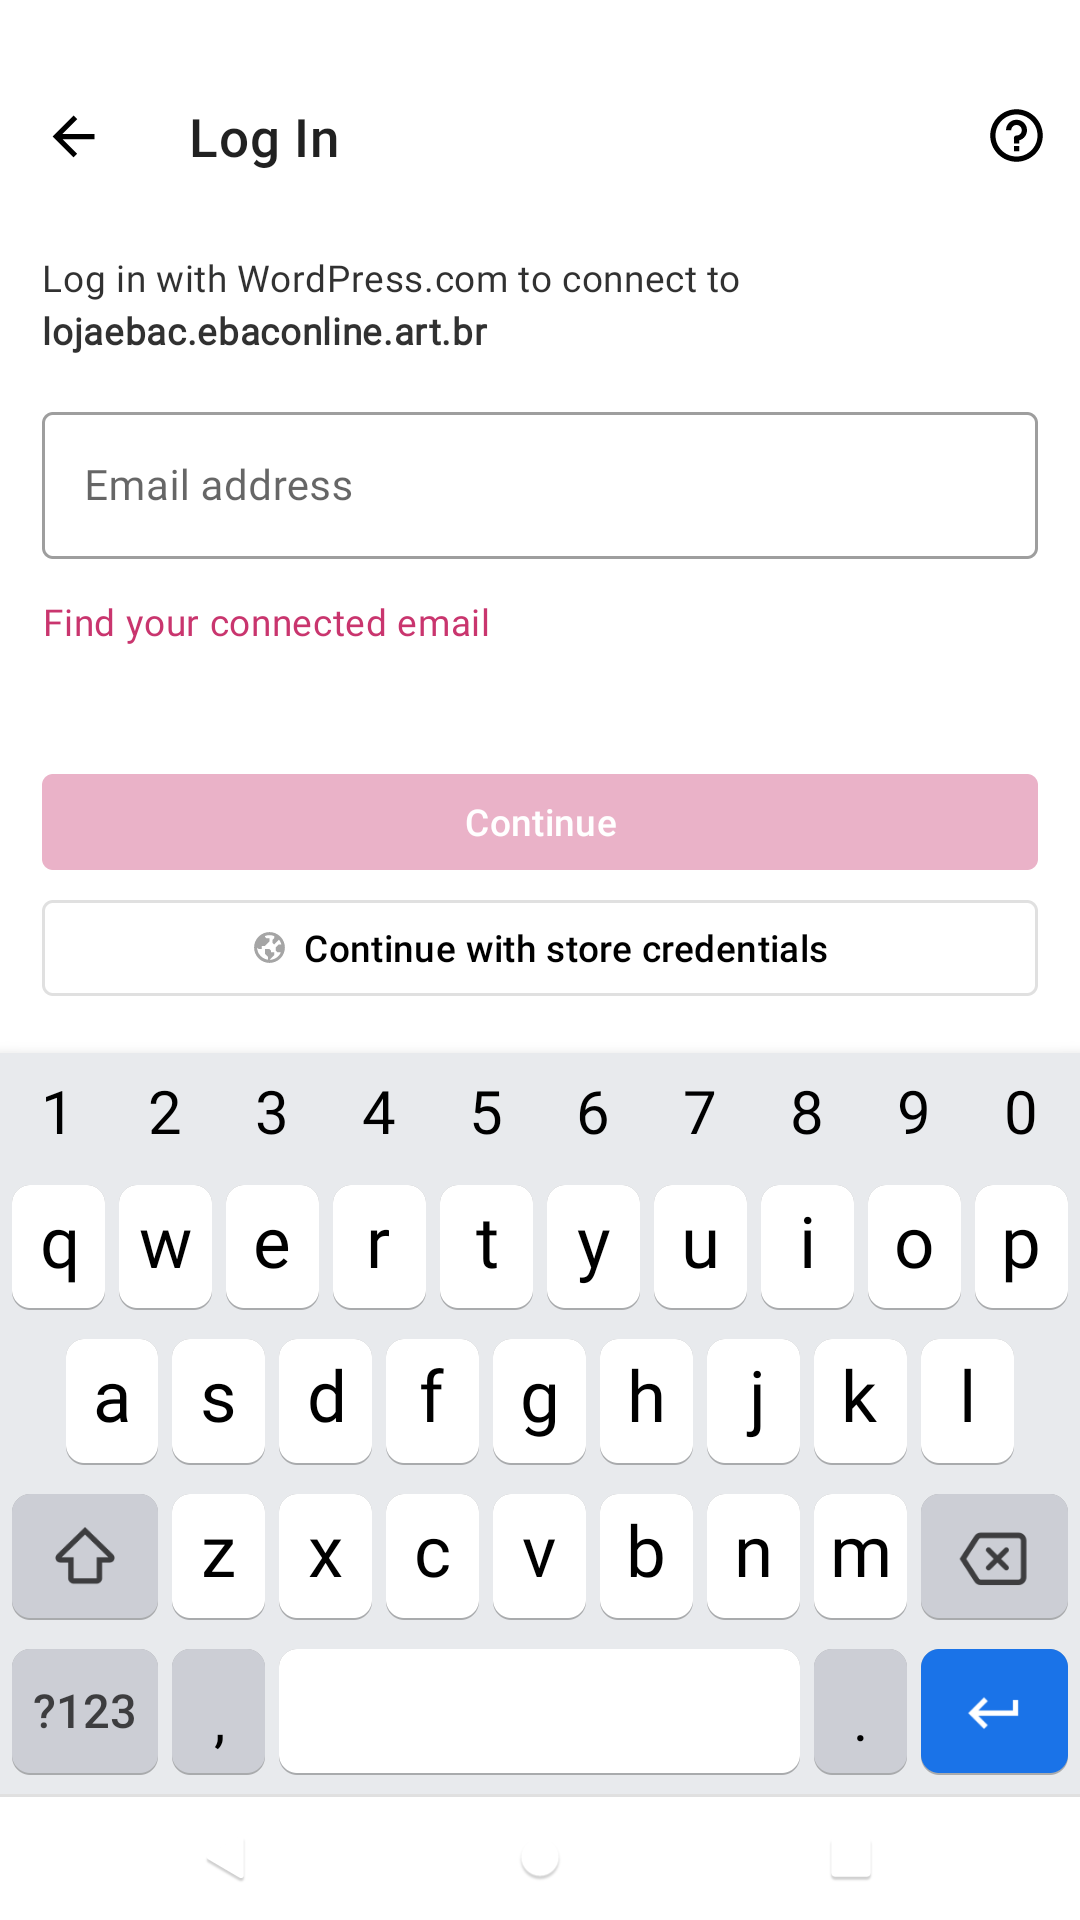 Log In
Log in with WordPress.com to connect to
lojaebac.ebaconline.art.br
Email address
Find your connected email
Continue
Continue with store credentials
1 2 3 4 5 6 7 8 9 0
q w e r t y u i o p
a s d f g h j k l
z x c v b n m
?123 , .